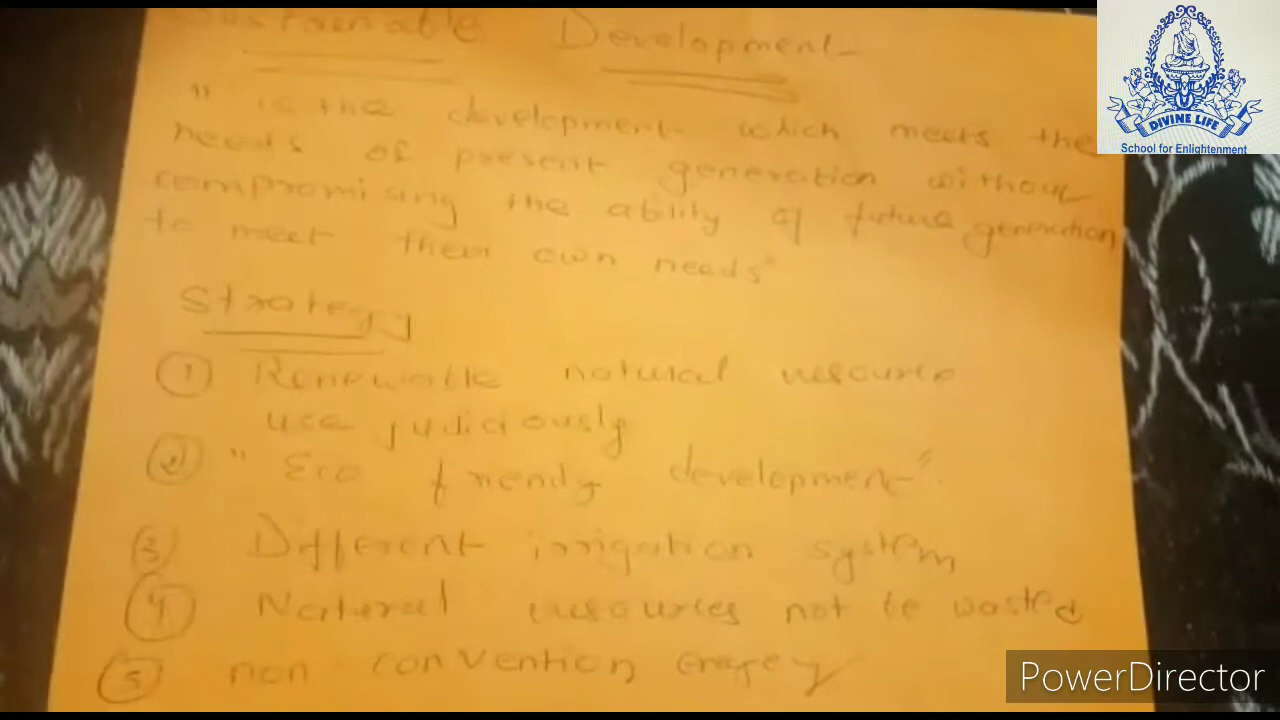 Sustainable Development
" is the development which meets the
needs of present generation without
compromising the ability of future generation
to meet their own needs"
Strategy
① Renewable natural resource
use judiciously
② " Eco friendly development".
③ Different irrigation system
④ Natural resources not be wasted
⑤ non convention energy
DIVINE LIFE
School for Enlightenment
PowerDirector